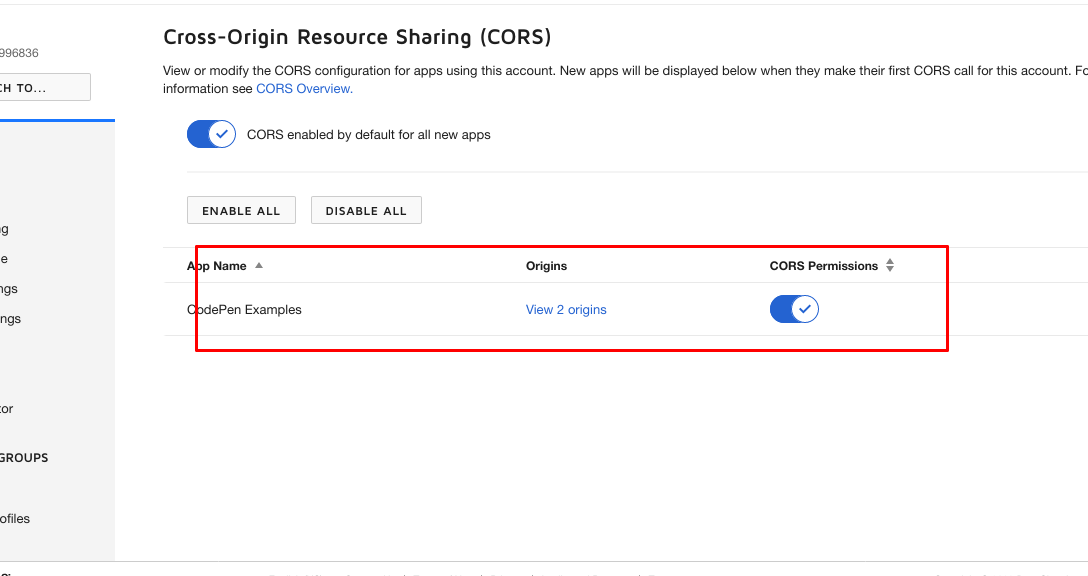 Cross-Origin Resource Sharing (CORS)
996836
View or modify the CORS configuration for apps using this account. New apps will be displayed below when they make their first CORS call for this account. Fo
CH TO...
information see CORS Overview.
CORS enabled by default for all new apps
ENABLE ALL DISABLE ALL
App Name Origins CORS Permissions
CodePen Examples View 2 origins
ng
e
ngs
ngs
tor
GROUPS
ofiles